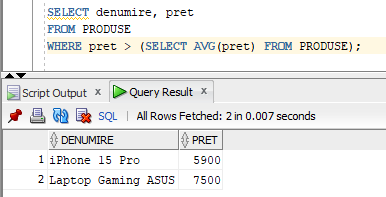 SELECT denumire, pret
FROM PRODUSE
WHERE pret > (SELECT AVG(pret) FROM PRODUSE);
Script Output x Query Result x
SQL | All Rows Fetched: 2 in 0.007 seconds
DENUMIRE PRET
1 iPhone 15 Pro 5900
2 Laptop Gaming ASUS 7500